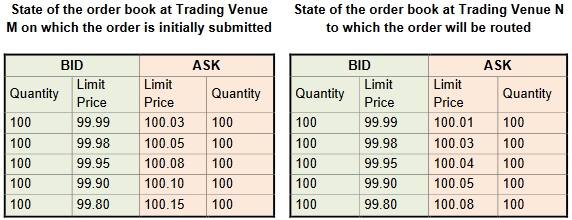 State of the order book at Trading Venue
M on which the order is initially submitted
BID ASK
Quantity Limit Price Limit Price Quantity
100 99.99 100.03 100
100 99.98 100.05 100
100 99.95 100.08 100
100 99.90 100.10 100
100 99.80 100.15 100
State of the order book at Trading Venue N
to which the order will be routed
BID ASK
Quantity Limit Price Limit Price Quantity
100 99.99 100.01 100
100 99.98 100.03 100
100 99.95 100.04 100
100 99.90 100.05 100
100 99.80 100.08 100